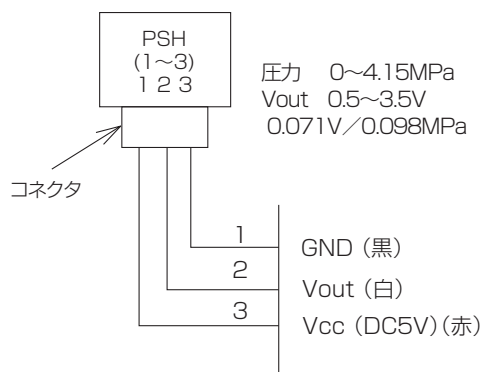 PSH
(1～3)
1 2 3
圧力 0～4.15MPa
Vout 0.5～3.5V
0.071V／0.098MPa
コネクタ
1
GND (黒)
2
Vout (白)
3
Vcc (DC5V) (赤)